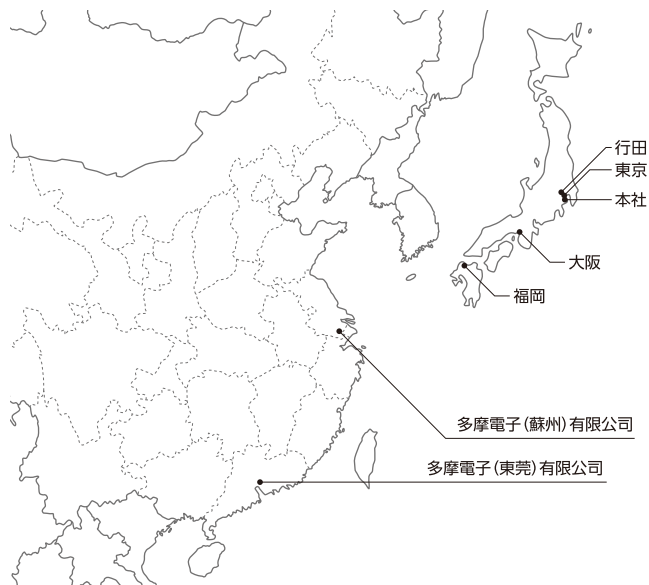 行田
東京
本社
大阪
福岡
多摩電子(蘇州)有限公司
多摩電子(東莞)有限公司